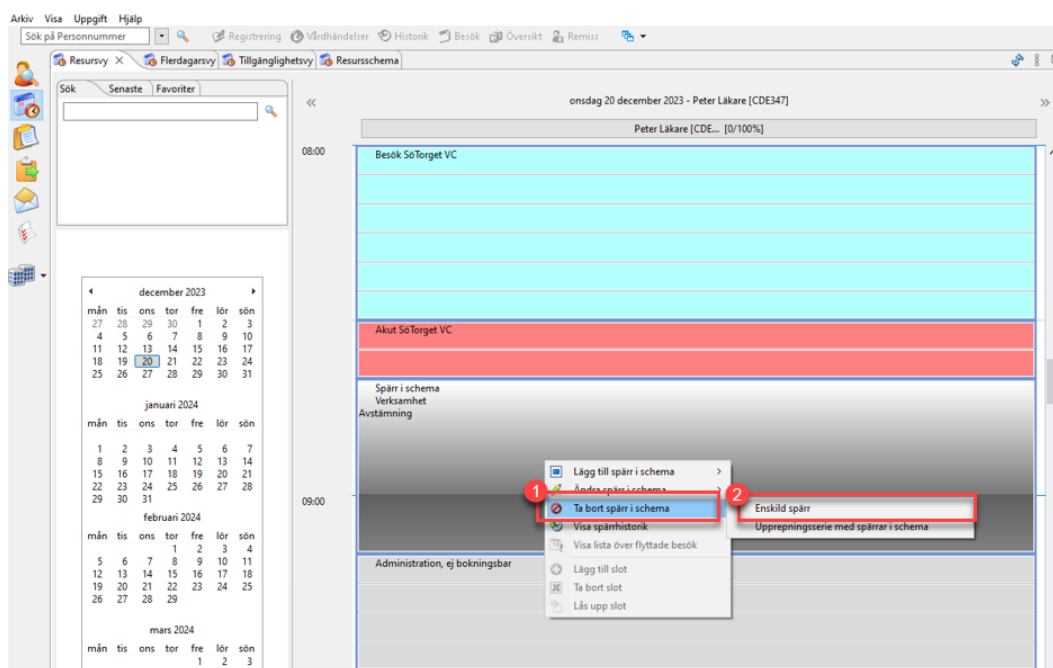 Arkiv Visa Uppgift Hjälp
Sök på Personnummer Registrering Vårdhändelser Historik Besök Översikt Remiss
Resursvy Flerdagarsvy Tillgänglighetsvy Resursschema
Sök Senaste Favoriter
onsdag 20 december 2023 - Peter Läkare [CDE347]
Peter Läkare [CDE... [0/100%]
08:00 Besök SöTorget VC
december 2023
mån tis ons tor fre lör sön
27 28 29 30 1 2 3
4 5 6 7 8 9 10
11 12 13 14 15 16 17
18 19 20 21 22 23 24
25 26 27 28 29 30 31
januari 2024
mån tis ons tor fre lör sön
1 2 3 4 5 6 7
8 9 10 11 12 13 14
15 16 17 18 19 20 21
22 23 24 25 26 27 28
29 30 31
februari 2024
mån tis ons tor fre lör sön
1 2 3 4
5 6 7 8 9 10 11
12 13 14 15 16 17 18
19 20 21 22 23 24 25
26 27 28 29
mars 2024
mån tis ons tor fre lör sön
1 2 3
Akut SöTorget VC
Spärr i schema
Verksamhet
Avstämning
09:00
Lägg till spärr i schema
Ändra spärr i schema
1
Ta bort spärr i schema
2
Enskild spärr
Upprepningsserie med spärrar i schema
Visa spärrhistorik
Visa lista över flyttade besök
Lägg till slot
Ta bort slot
Lås upp slot
Administration, ej bokningsbar